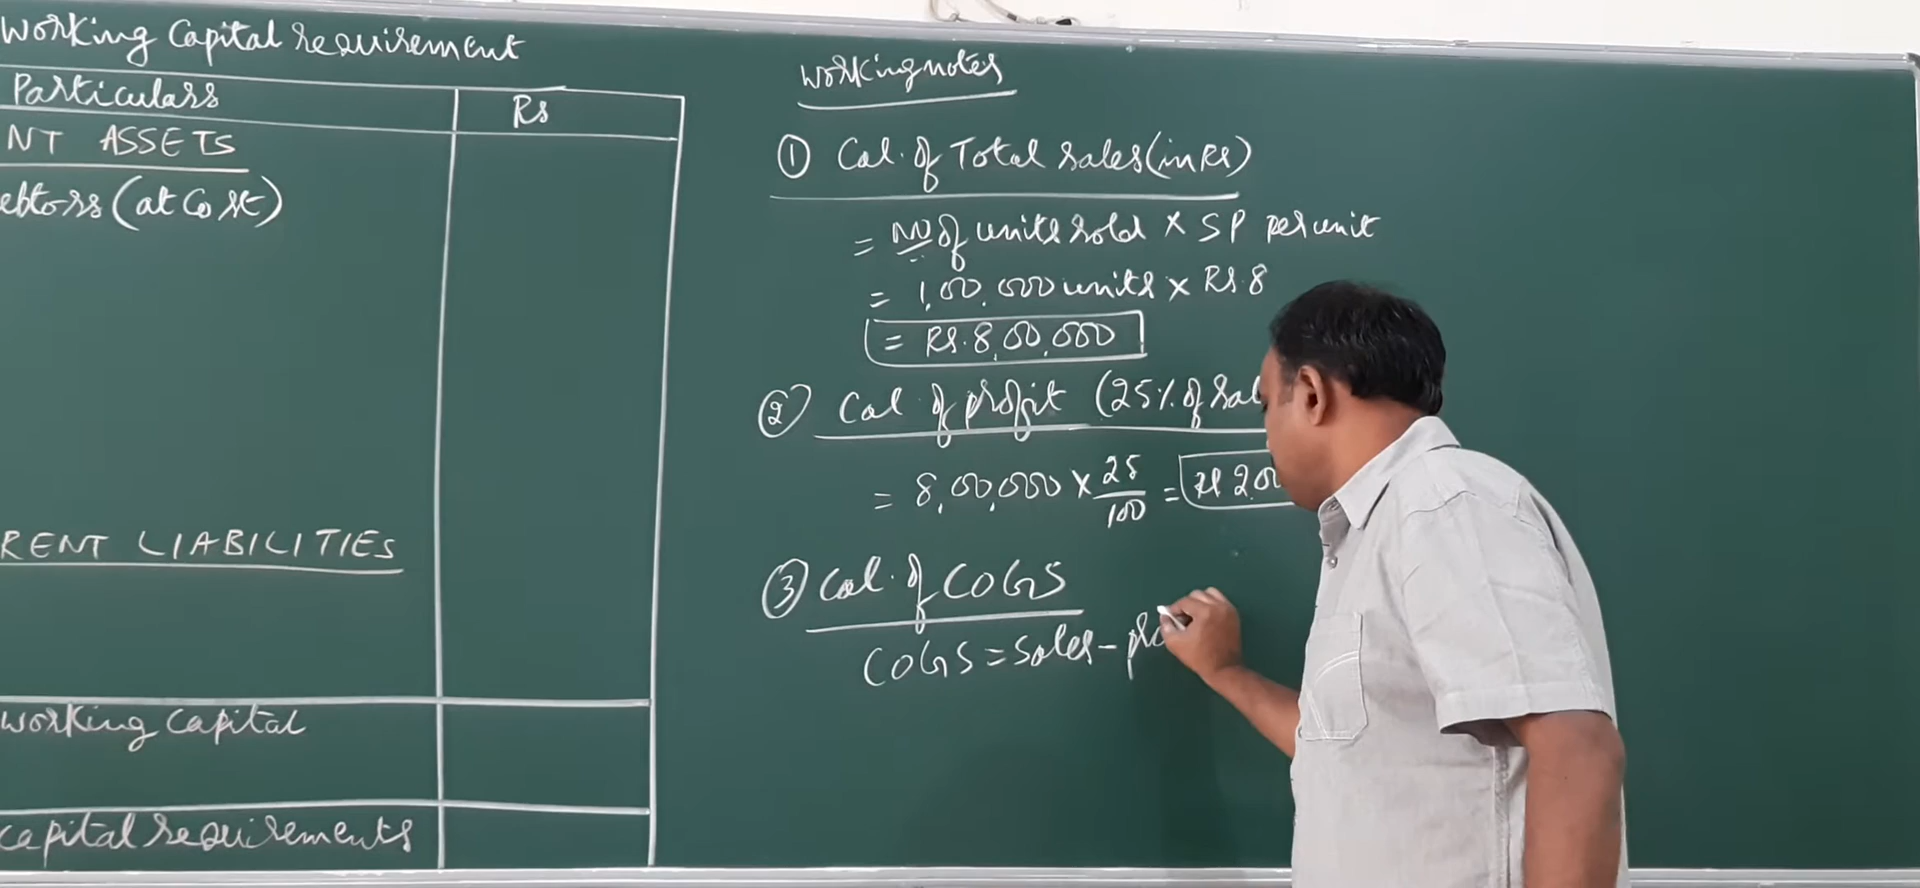 Working Capital requirement
Particulars Rs
NT ASSETS
ebtors (at Cost)
RENT LIABILITIES
Working Capital
Capital requirements
Working notes
① Cal. of Total Sales (in Rs)
= No of units sold × SP per unit
= 1,00,000 units × Rs. 8
= Rs. 8,00,000
② Cal of profit (25% of Sal
= 8,00,000 × 25/100 = Rs 2,00
③ Cal. of COGS
COGS = Sales - pro